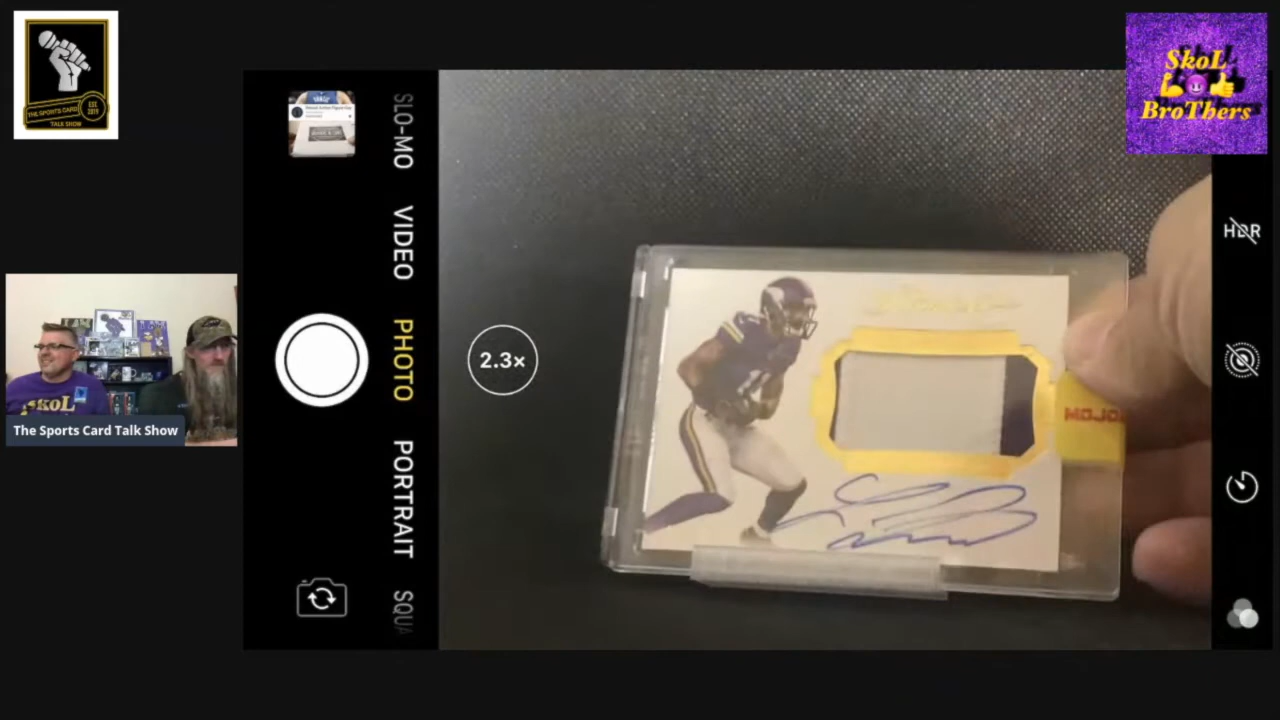 THE SPORTS CARD
TALK SHOW
EST.
2019
SkoL
BroThers
SLO-MO
VIDEO
PHOTO
PORTRAIT
SQUA
2.3×
HDR
MOJO
SkoL
The Sports Card Talk Show